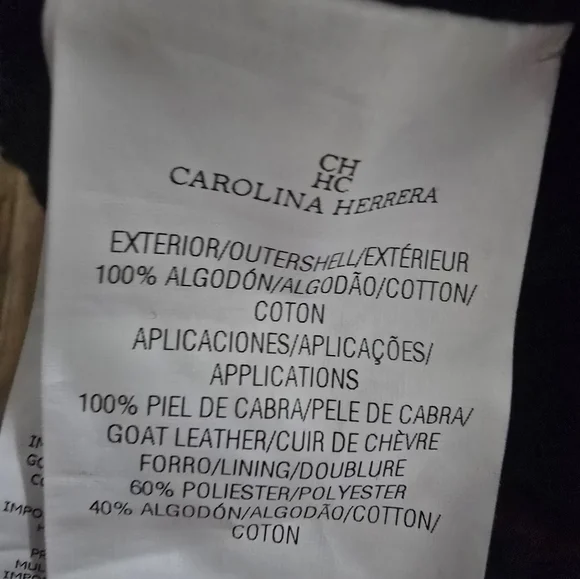 CH
HC
CAROLINA HERRERA
EXTERIOR/OUTERSHELL/EXTÉRIEUR
100% ALGODÓN/ALGODÃO/COTTON/
COTON
APLICACIONES/APLICAÇÕES/
APPLICATIONS
100% PIEL DE CABRA/PELE DE CABRA/
GOAT LEATHER/CUIR DE CHÈVRE
FORRO/LINING/DOUBLURE
60% POLIESTER/POLYESTER
40% ALGODÓN/ALGODÃO/COTTON/
COTON